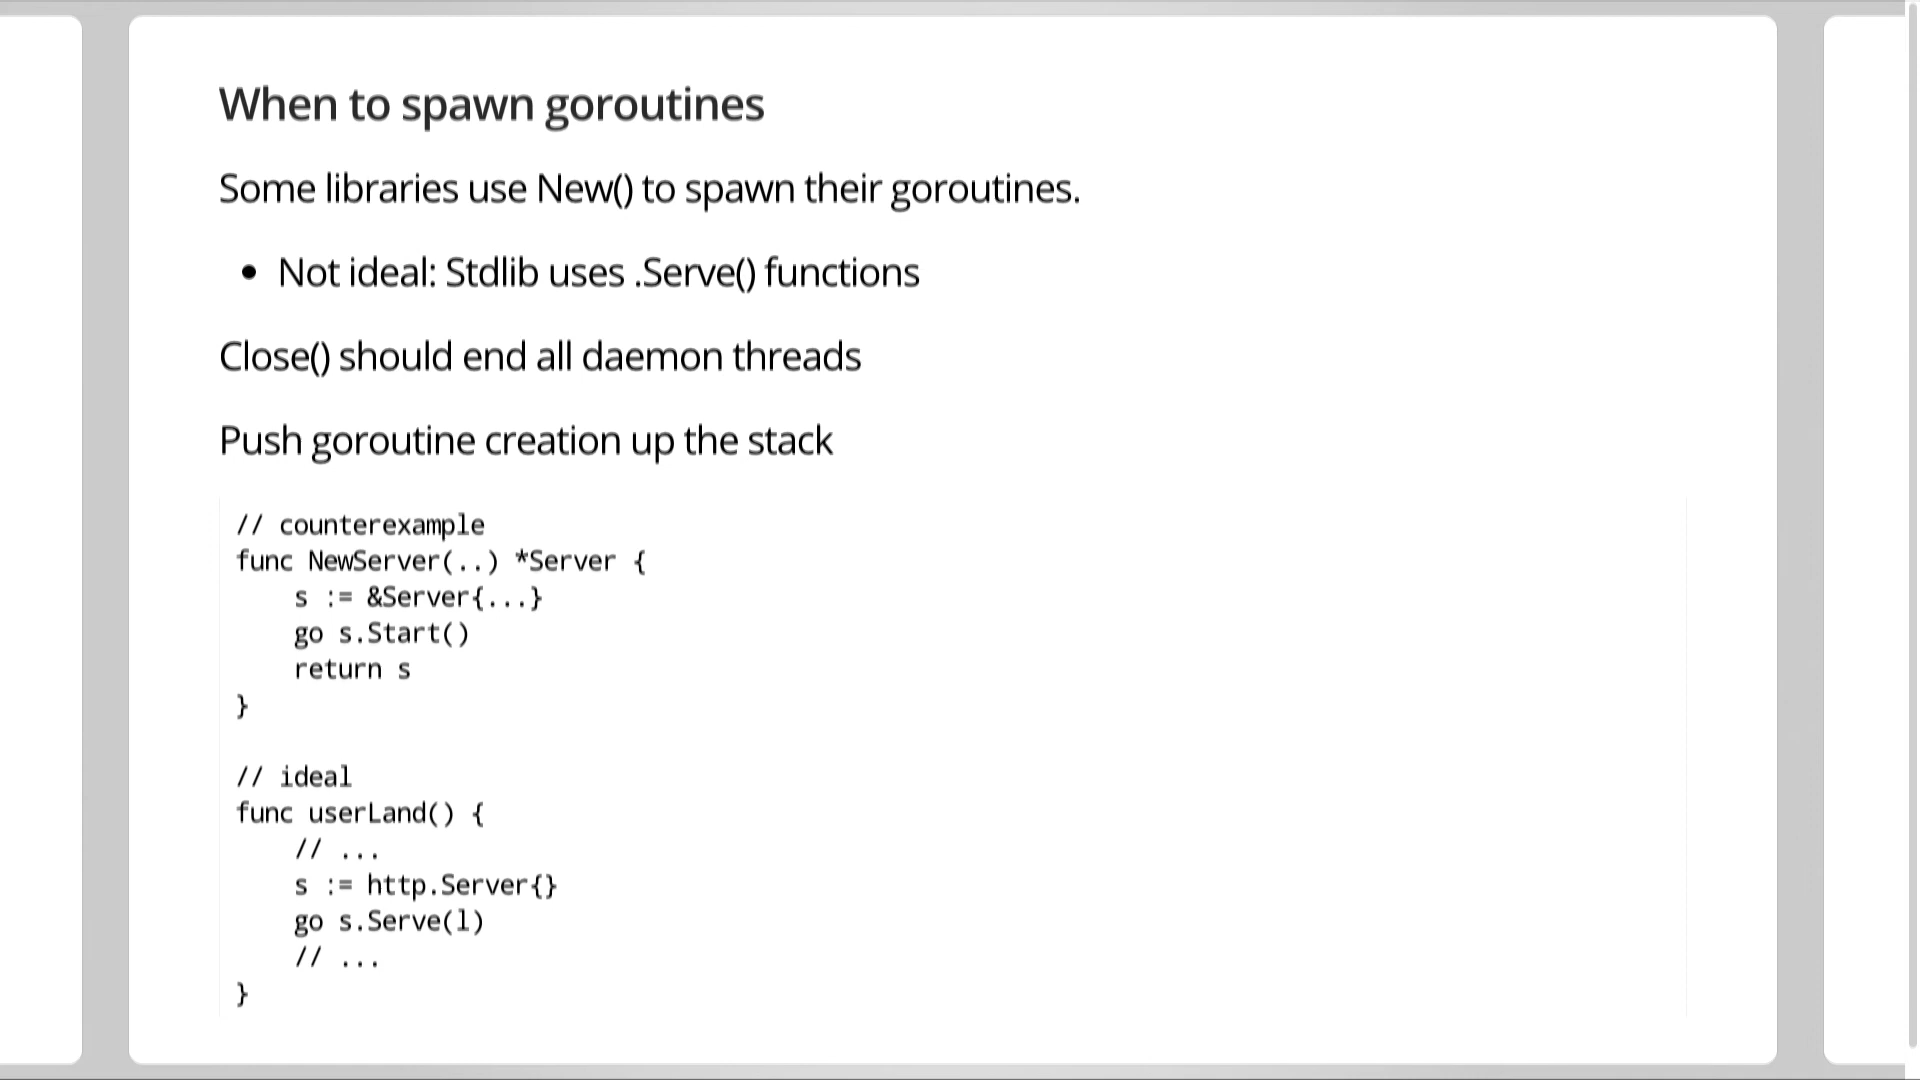 When to spawn goroutines
Some libraries use New() to spawn their goroutines.
• Not ideal: Stdlib uses .Serve() functions
Close() should end all daemon threads
Push goroutine creation up the stack
// counterexample
func NewServer(..) *Server {
    s := &Server{...}
    go s.Start()
    return s
}
// ideal
func userLand() {
    // ...
    s := http.Server{}
    go s.Serve(l)
    // ...
}